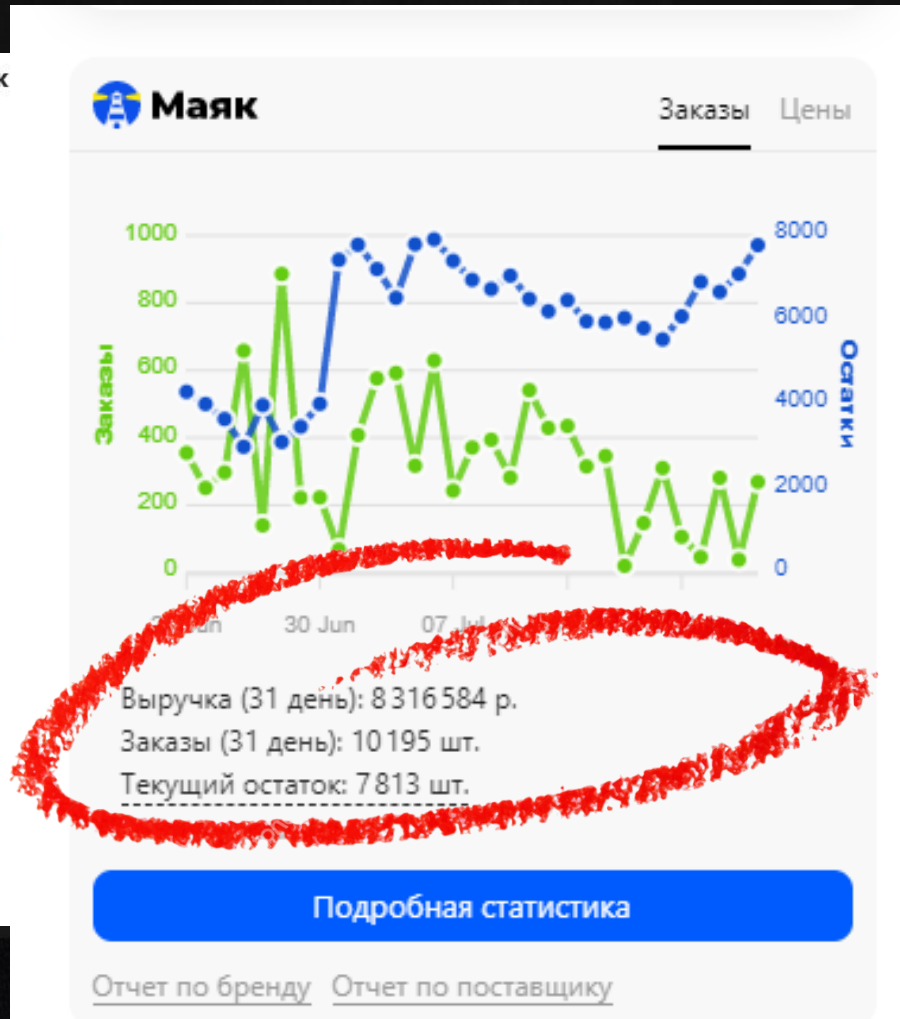 к
Маяк
Заказы Цены
1000
800
600
400
200
0
Заказы
8000
6000
4000
2000
0
Остатки
30 Jun
07 Jul
Выручка (31 день): 8 316 584 р.
Заказы (31 день): 10 195 шт.
Текущий остаток: 7 813 шт.
Подробная статистика
Отчет по бренду Отчет по поставщику